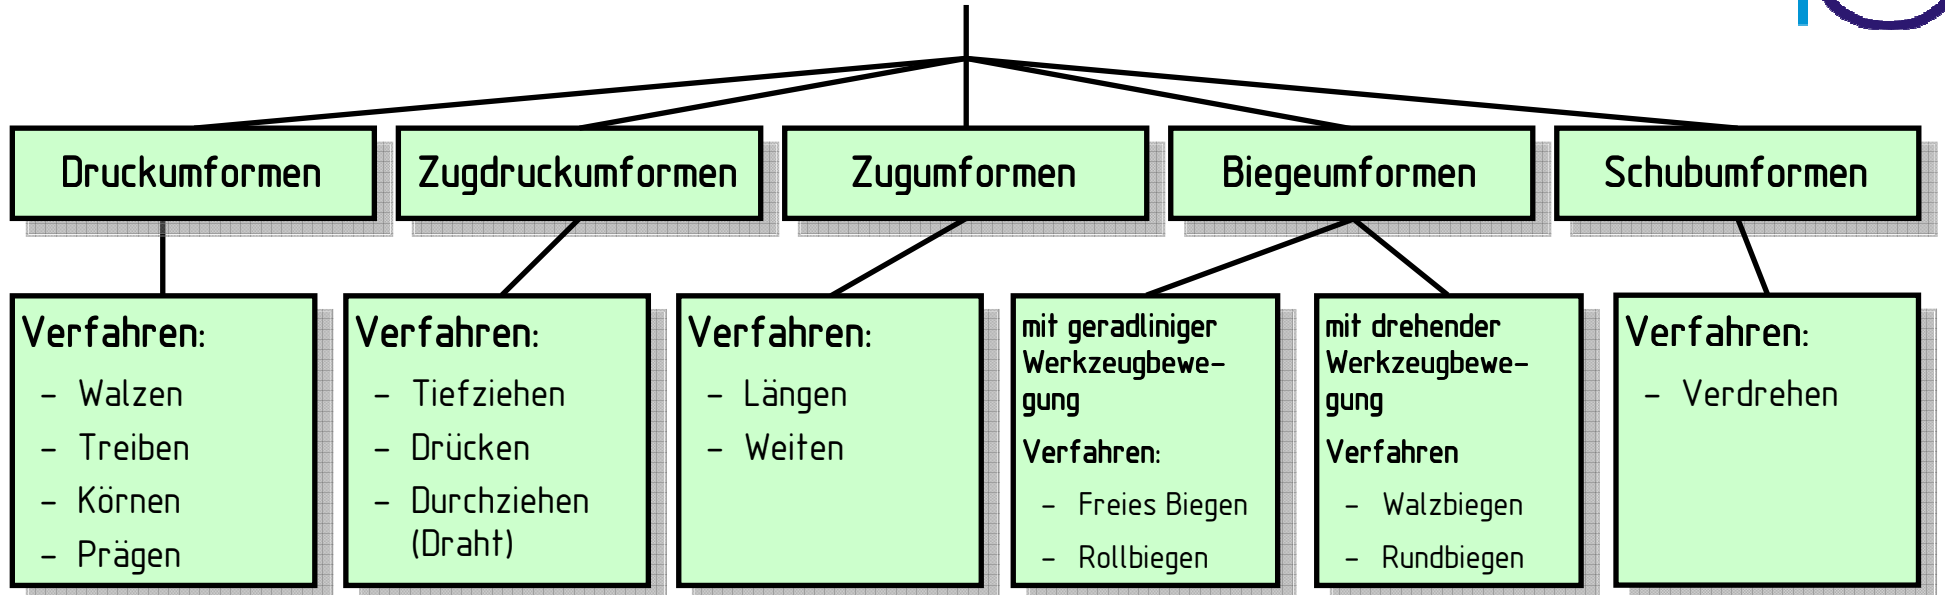 Druckumformen
Zugdruckumformen
Zugumformen
Biegeumformen
Schubumformen
Verfahren:
- Walzen
- Treiben
- Körnen
- Prägen
Verfahren:
- Tiefziehen
- Drücken
- Durchziehen
(Draht)
Verfahren:
- Längen
- Weiten
mit geradliniger
Werkzeugbewe-
gung
Verfahren:
- Freies Biegen
- Rollbiegen
mit drehender
Werkzeugbewe-
gung
Verfahren
- Walzbiegen
- Rundbiegen
Verfahren:
- Verdrehen